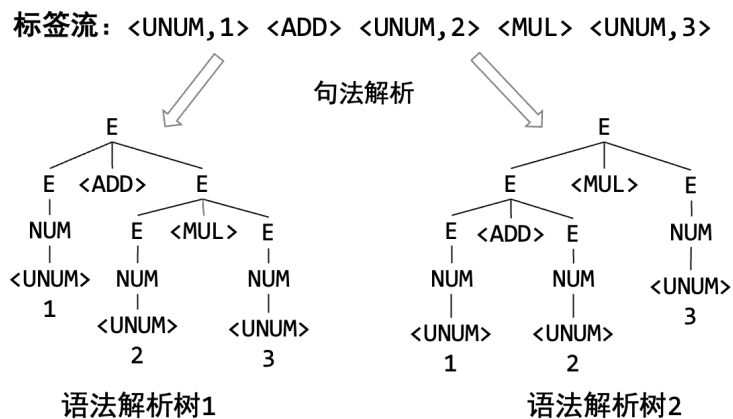 标签流：<UNUM,1> <ADD> <UNUM,2> <MUL> <UNUM,3>
句法解析
E
E <ADD> E
NUM E <MUL> E
<UNUM> NUM NUM
1 <UNUM> <UNUM>
2 3
语法解析树1
E
E <MUL> E
E <ADD> E NUM
NUM NUM <UNUM>
<UNUM> <UNUM> 3
1 2
语法解析树2